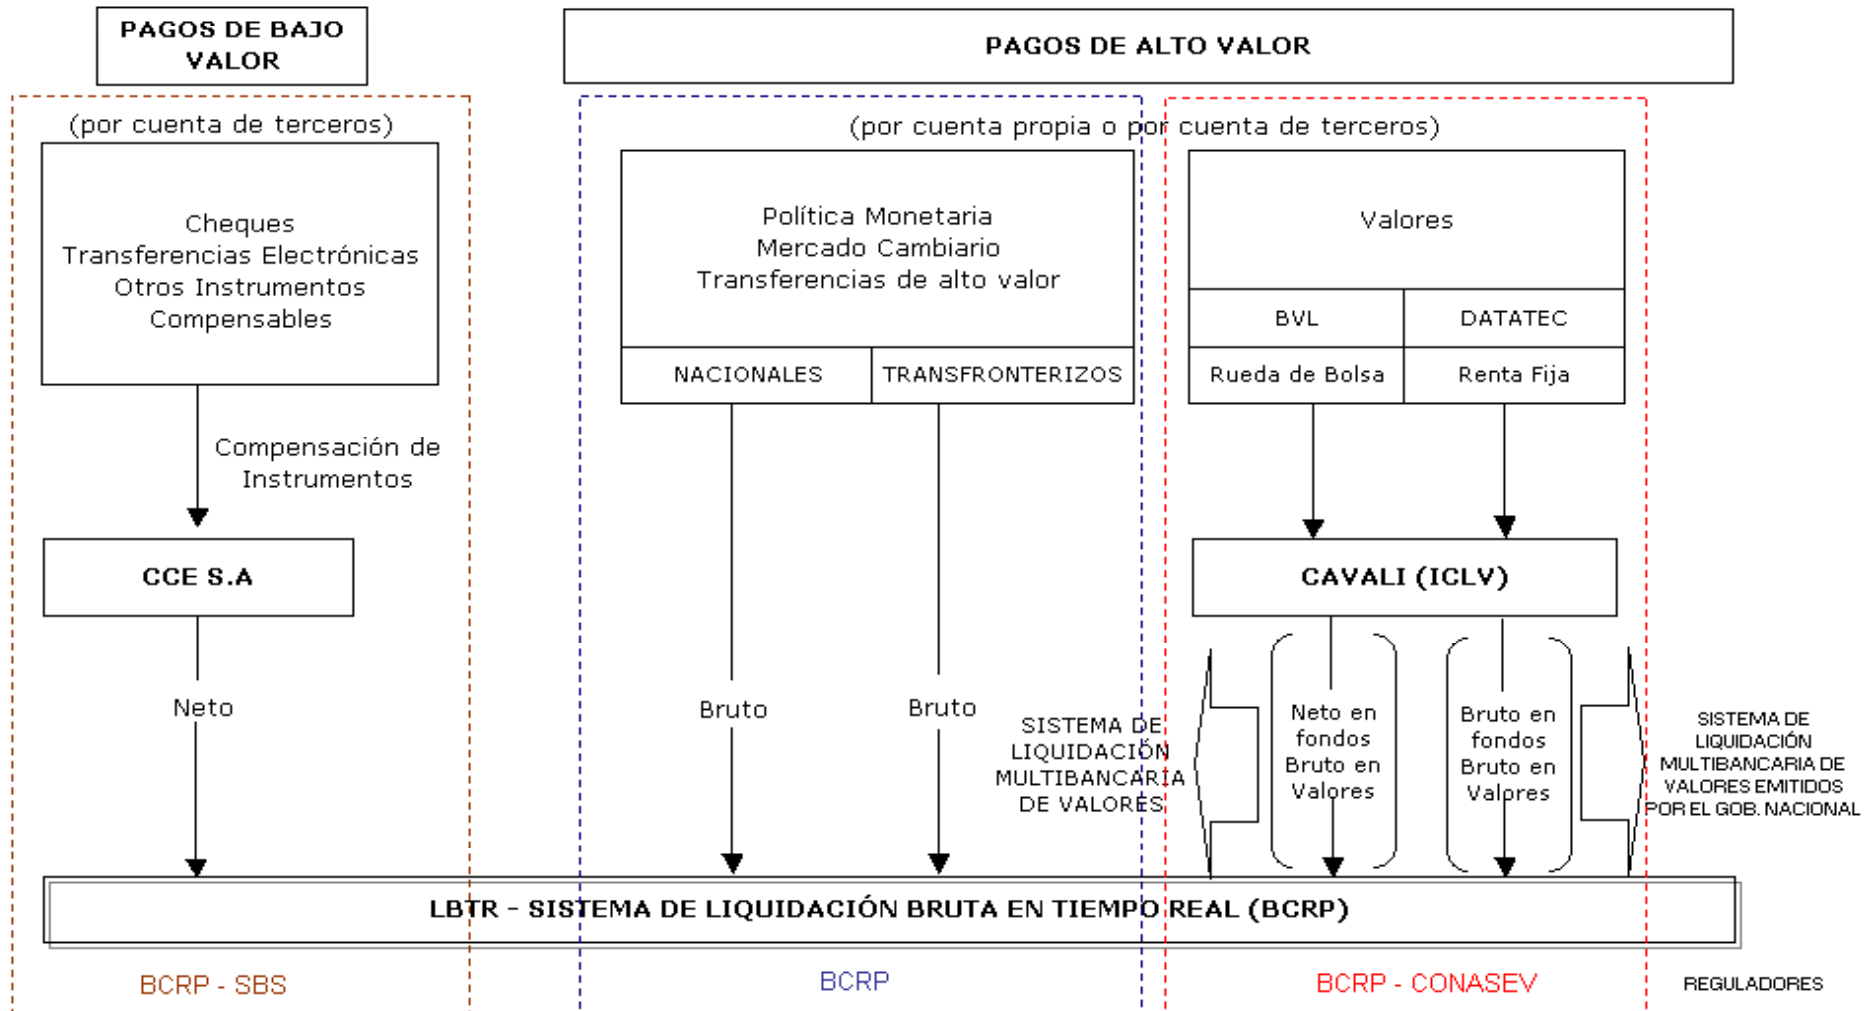 PAGOS DE BAJO
VALOR
PAGOS DE ALTO VALOR
(por cuenta de terceros)
(por cuenta propia o por cuenta de terceros)
Cheques
Transferencias Electrónicas
Otros Instrumentos
Compensables
Política Monetaria
Mercado Cambiario
Transferencias de alto valor
NACIONALES
TRANSFRONTERIZOS
Valores
BVL
DATATEC
Rueda de Bolsa
Renta Fija
Compensación de
Instrumentos
CCE S.A
CAVALI (ICLV)
Neto
Bruto
Bruto
SISTEMA DE
LIQUIDACIÓN
MULTIBANCARIA
DE VALORES
Neto en
fondos
Bruto en
Valores
Bruto en
fondos
Bruto en
Valores
SISTEMA DE
LIQUIDACIÓN
MULTIBANCARIA DE
VALORES EMITIDOS
POR EL GOB. NACIONAL
LBTR - SISTEMA DE LIQUIDACIÓN BRUTA EN TIEMPO REAL (BCRP)
BCRP - SBS
BCRP
BCRP - CONASEV
REGULADORES